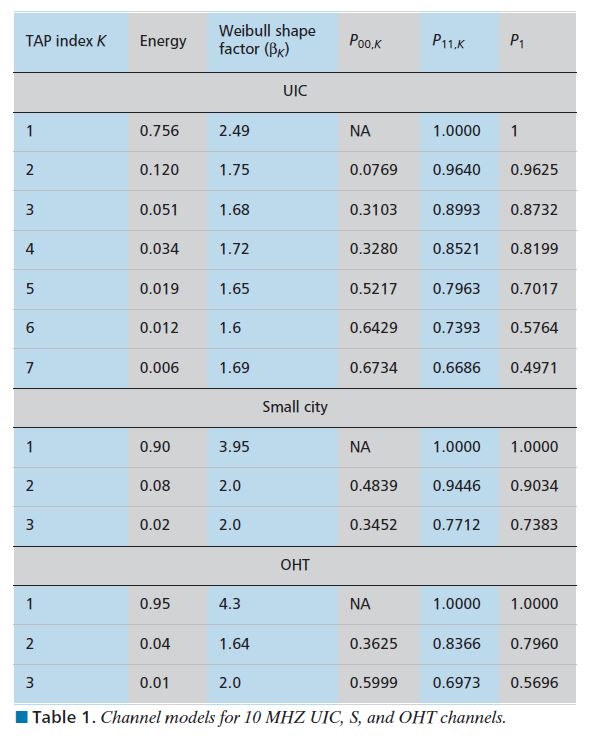 TAP index K Energy Weibull shape factor (βK) P00,K P11,K P1
UIC
1 0.756 2.49 NA 1.0000 1
2 0.120 1.75 0.0769 0.9640 0.9625
3 0.051 1.68 0.3103 0.8993 0.8732
4 0.034 1.72 0.3280 0.8521 0.8199
5 0.019 1.65 0.5217 0.7963 0.7017
6 0.012 1.6 0.6429 0.7393 0.5764
7 0.006 1.69 0.6734 0.6686 0.4971
Small city
1 0.90 3.95 NA 1.0000 1.0000
2 0.08 2.0 0.4839 0.9446 0.9034
3 0.02 2.0 0.3452 0.7712 0.7383
OHT
1 0.95 4.3 NA 1.0000 1.0000
2 0.04 1.64 0.3625 0.8366 0.7960
3 0.01 2.0 0.5999 0.6973 0.5696
Table 1. Channel models for 10 MHZ UIC, S, and OHT channels.